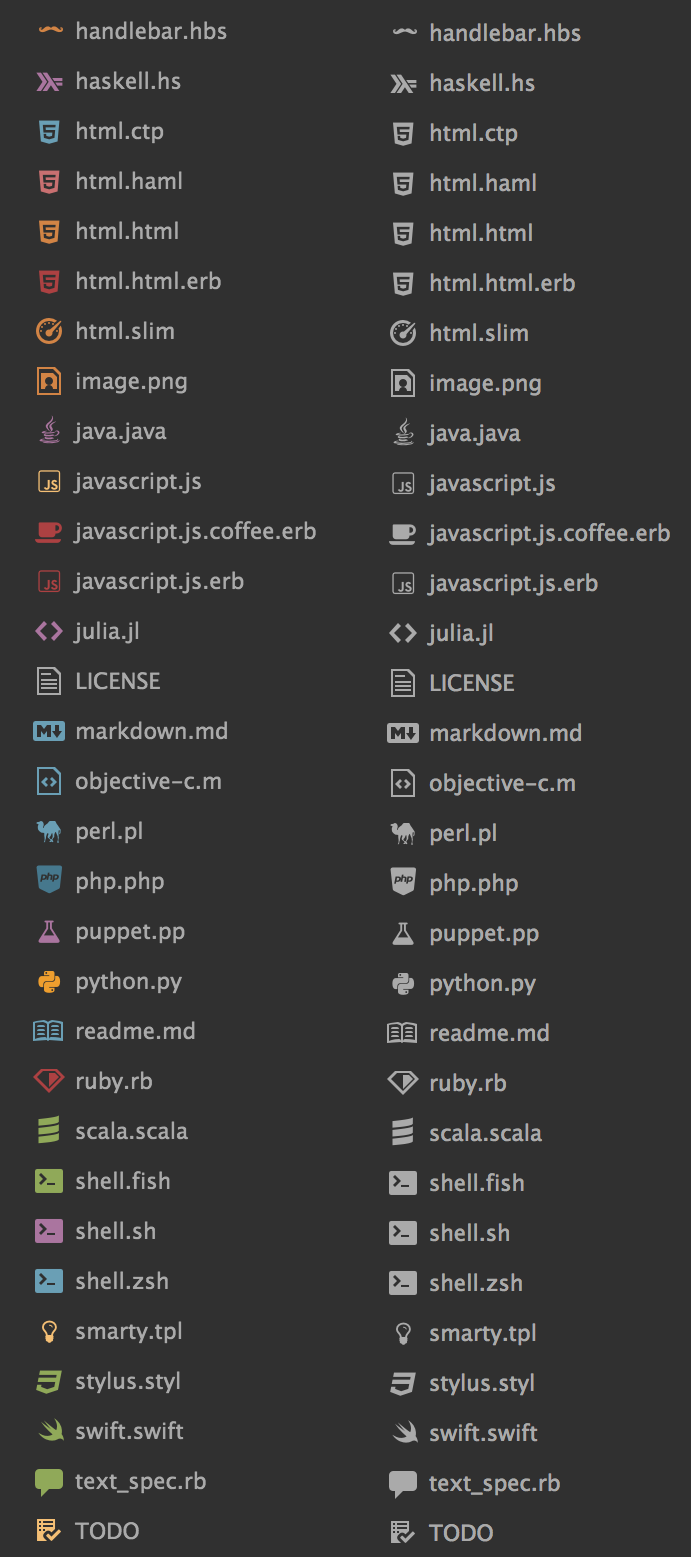 handlebar.hbs handlebar.hbs
haskell.hs haskell.hs
html.ctp html.ctp
html.haml html.haml
html.html html.html
html.html.erb html.html.erb
html.slim html.slim
image.png image.png
java.java java.java
JS javascript.js JS javascript.js
javascript.js.coffee.erb javascript.js.coffee.erb
JS javascript.js.erb JS javascript.js.erb
julia.jl julia.jl
LICENSE LICENSE
M markdown.md M markdown.md
objective-c.m objective-c.m
perl.pl perl.pl
php php.php php php.php
puppet.pp puppet.pp
python.py python.py
readme.md readme.md
ruby.rb ruby.rb
scala.scala scala.scala
shell.fish shell.fish
shell.sh shell.sh
shell.zsh shell.zsh
smarty.tpl smarty.tpl
stylus.styl stylus.styl
swift.swift swift.swift
text_spec.rb text_spec.rb
TODO TODO